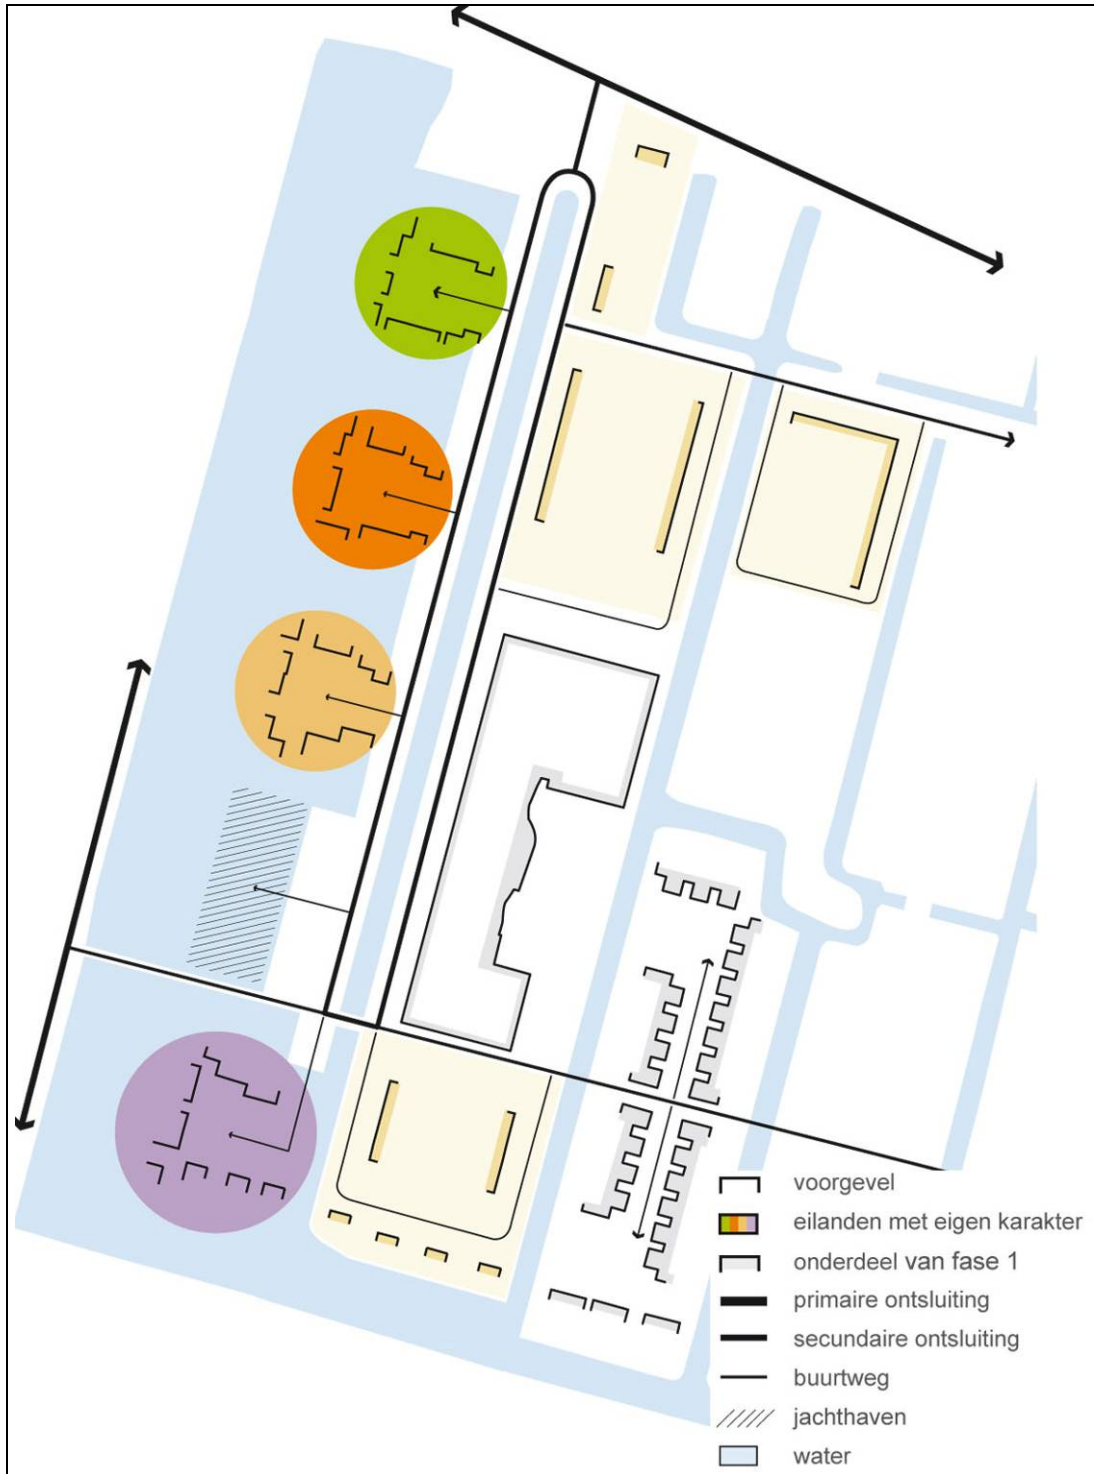 voorgevel
eilanden met eigen karakter
onderdeel van fase 1
primaire ontsluiting
secundaire ontsluiting
buurtweg
jachthaven
water